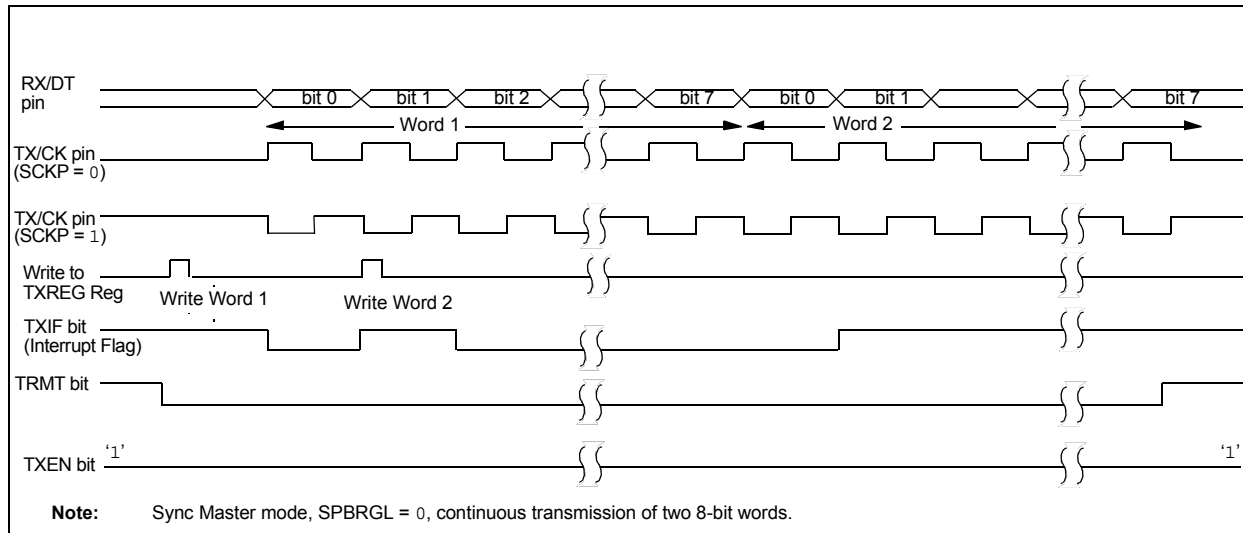 RX/DT
pin
bit 0 bit 1 bit 2 bit 7 bit 0 bit 1 bit 7
Word 1 Word 2
TX/CK pin
(SCKP = 0)
TX/CK pin
(SCKP = 1)
Write to
TXREG Reg
Write Word 1 Write Word 2
TXIF bit
(Interrupt Flag)
TRMT bit
TXEN bit ‘1’ ‘1’
Note: Sync Master mode, SPBRGL = 0, continuous transmission of two 8-bit words.